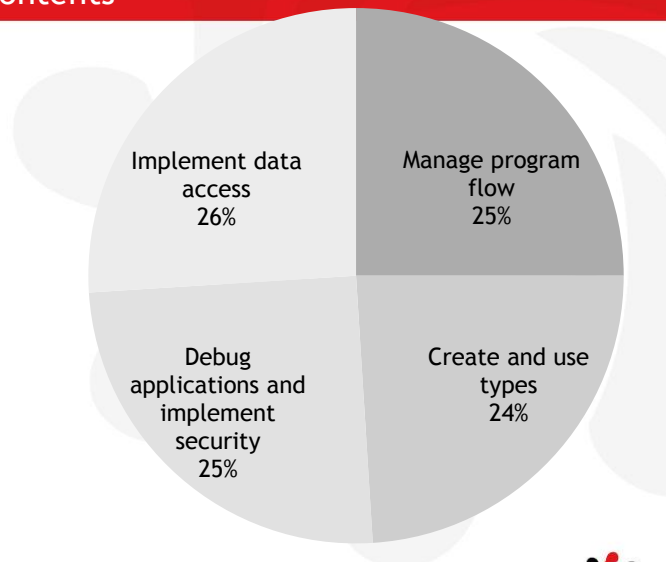 Implement data
access
26%
Manage program
flow
25%
Debug
applications and
implement
security
25%
Create and use
types
24%